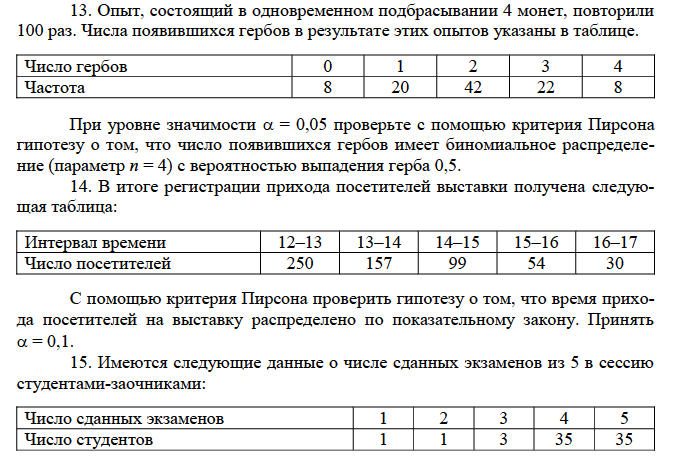 13. Опыт, состоящий в одновременном подбрасывании 4 монет, повторили
100 раз. Числа появившихся гербов в результате этих опытов указаны в таблице.
Число гербов 0 1 2 3 4
Частота 8 20 42 22 8
При уровне значимости α = 0,05 проверьте с помощью критерия Пирсона
гипотезу о том, что число появившихся гербов имеет биномиальное распределе-
ние (параметр n = 4) с вероятностью выпадения герба 0,5.
14. В итоге регистрации прихода посетителей выставки получена следую-
щая таблица:
Интервал времени 12–13 13–14 14–15 15–16 16–17
Число посетителей 250 157 99 54 30
С помощью критерия Пирсона проверить гипотезу о том, что время прихо-
да посетителей на выставку распределено по показательному закону. Принять
α = 0,1.
15. Имеются следующие данные о числе сданных экзаменов из 5 в сессию
студентами-заочниками:
Число сданных экзаменов 1 2 3 4 5
Число студентов 1 1 3 35 35